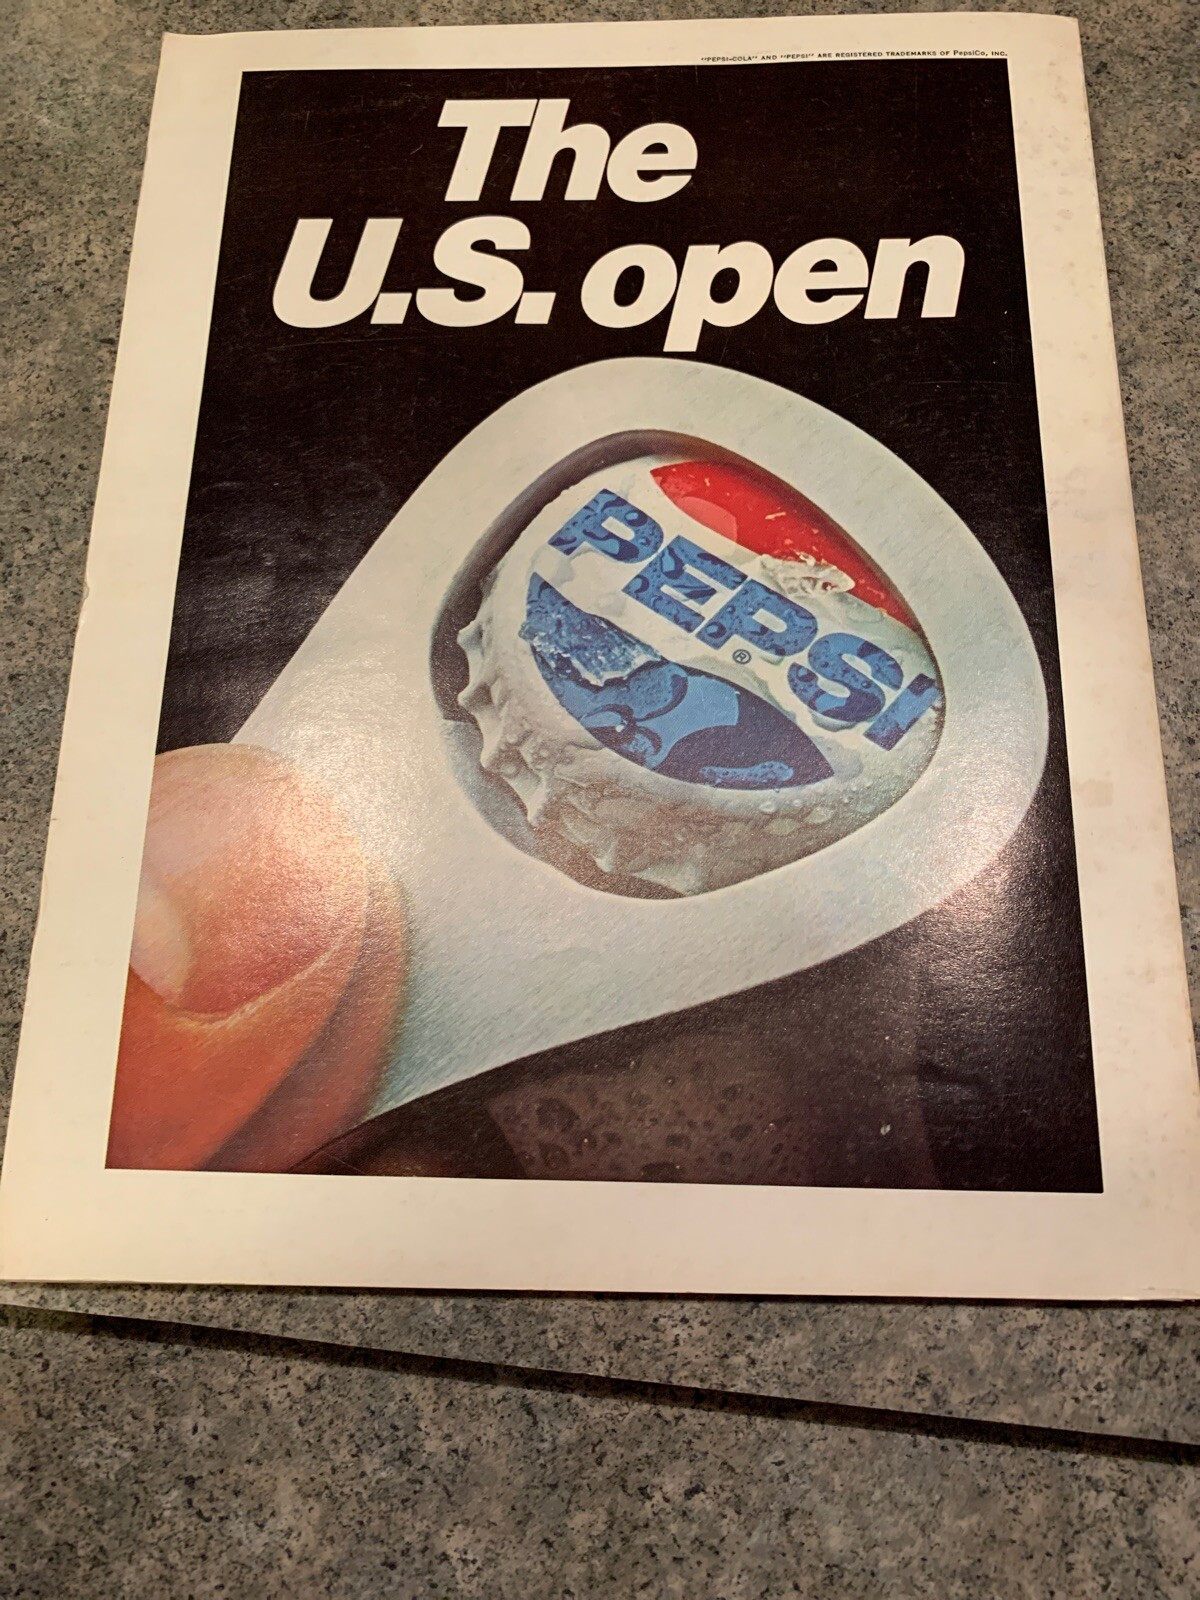 "PEPSI-COLA" AND "PEPSI" ARE REGISTERED TRADEMARKS OF PepsiCo, INC.
The
U.S. open
PEPSI
®